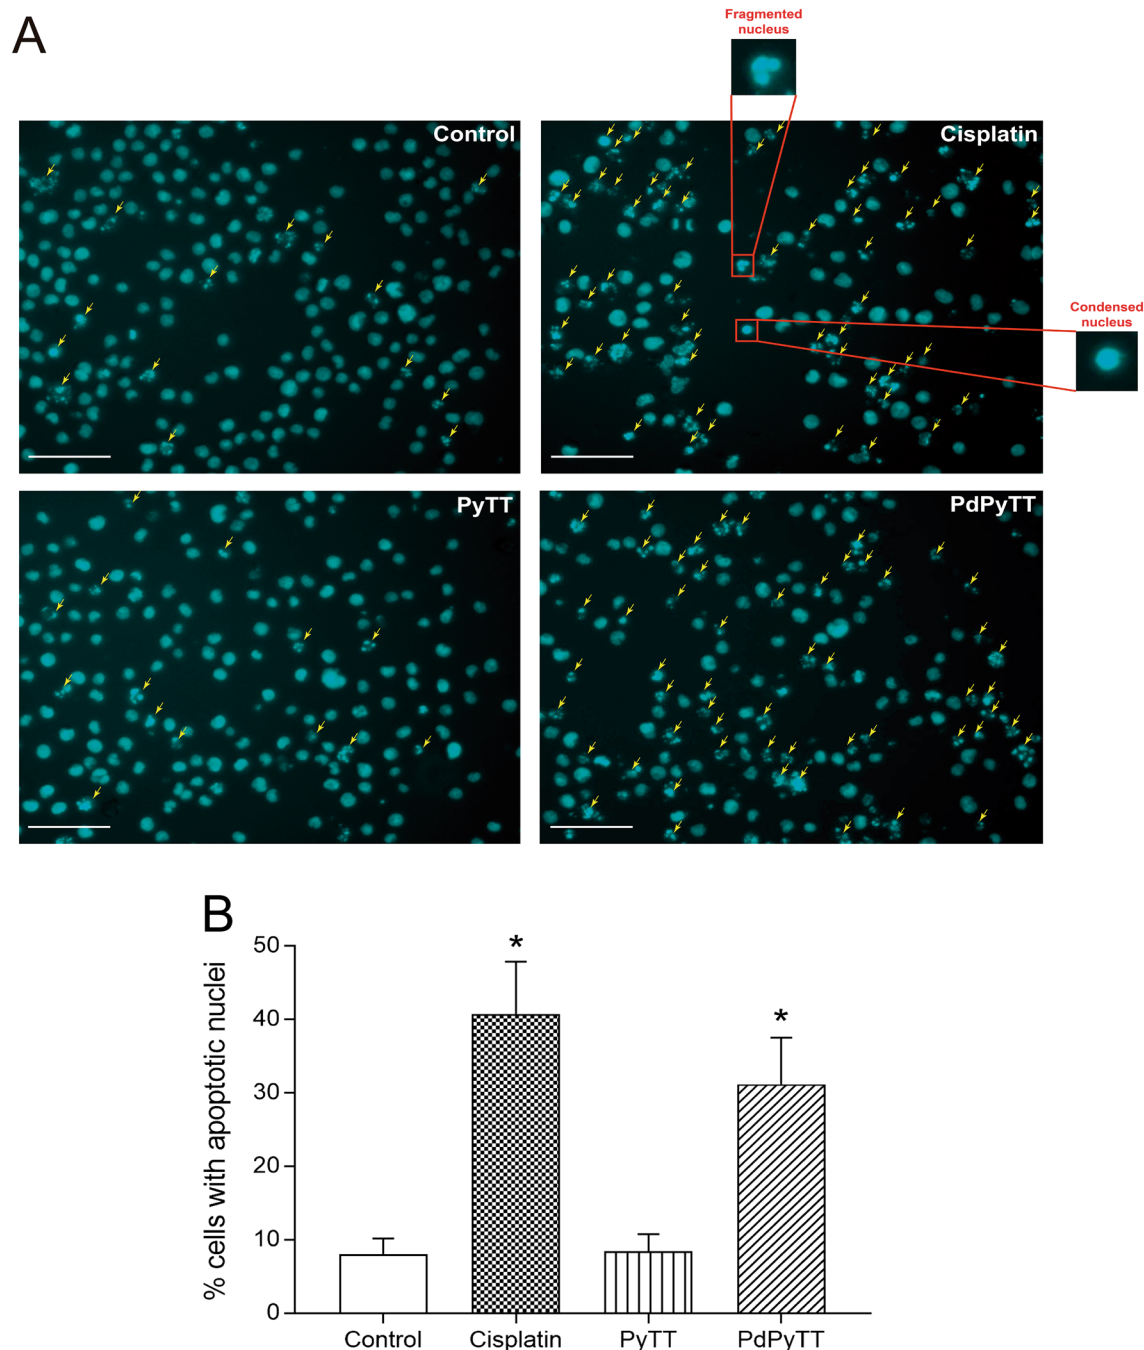 A
Fragmented
nucleus
Control
Cisplatin
Condensed
nucleus
PyTT
PdPyTT
B
% cells with apoptotic nuclei
50
40
30
20
10
0
*
*
Control
Cisplatin
PyTT
PdPyTT